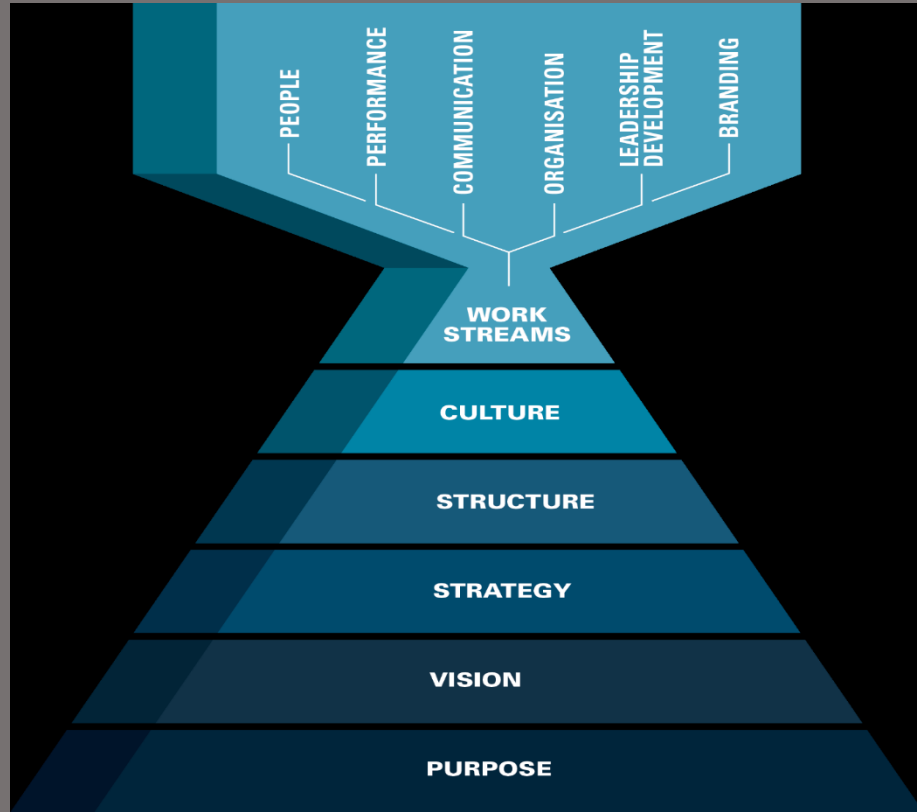 PEOPLE
PERFORMANCE
COMMUNICATION
ORGANISATION
LEADERSHIP
DEVELOPMENT
BRANDING
WORK
STREAMS
CULTURE
STRUCTURE
STRATEGY
VISION
PURPOSE